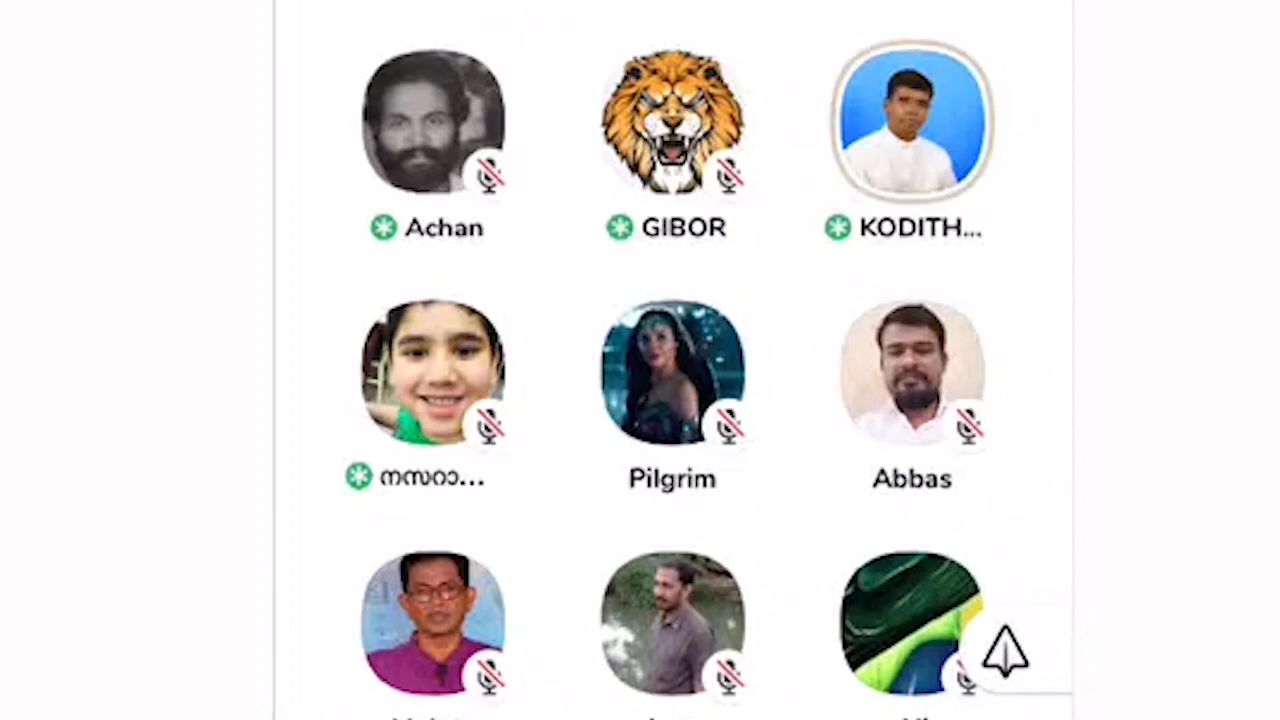 Achan
GIBOR
KODITH...
നസറാ...
Pilgrim
Abbas